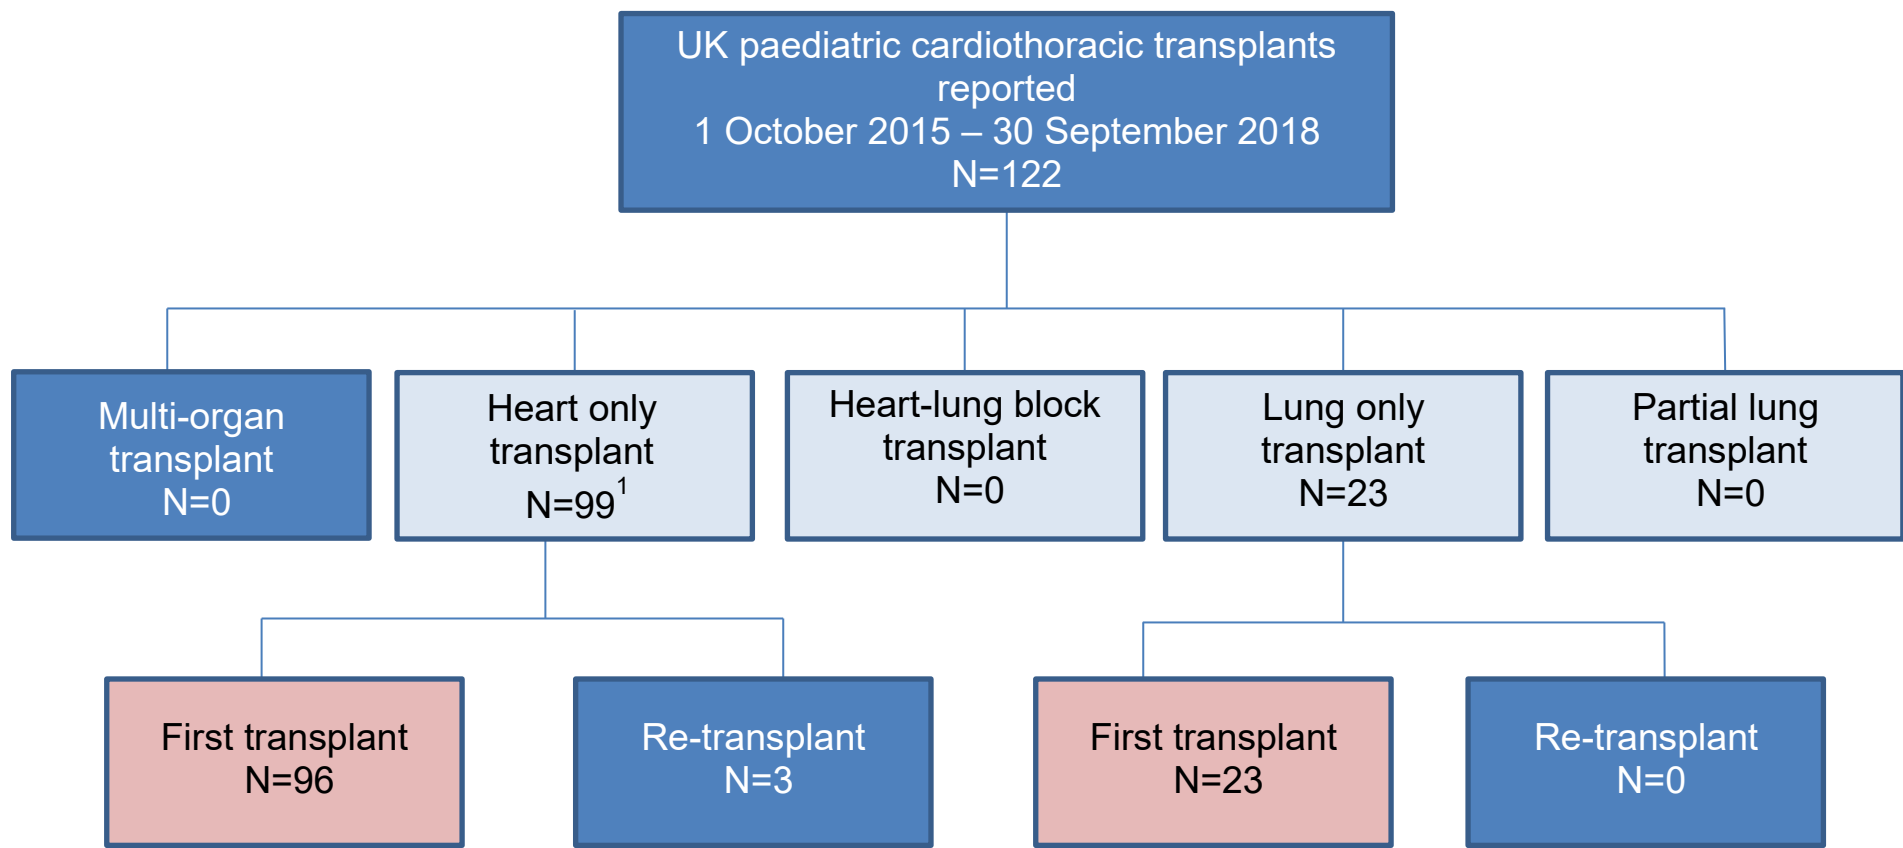 UK paediatric cardiothoracic transplants
reported
1 October 2015 – 30 September 2018
N=122
Multi-organ
transplant
N=0
Heart only
transplant
N=99¹
Heart-lung block
transplant
N=0
Lung only
transplant
N=23
Partial lung
transplant
N=0
First transplant
N=96
Re-transplant
N=3
First transplant
N=23
Re-transplant
N=0